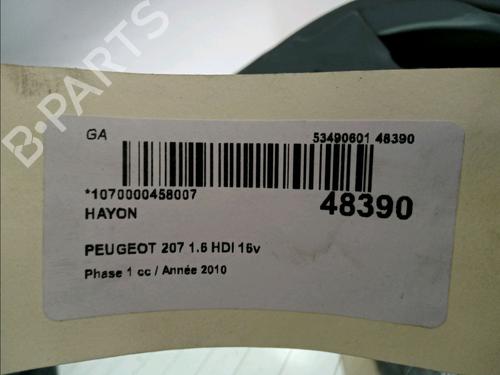 B-PARTS
GA
53490601 48390
*1070000458007
HAYON
48390
PEUGEOT 207 1.6 HDI 16v
Phase 1 cc / Année 2010